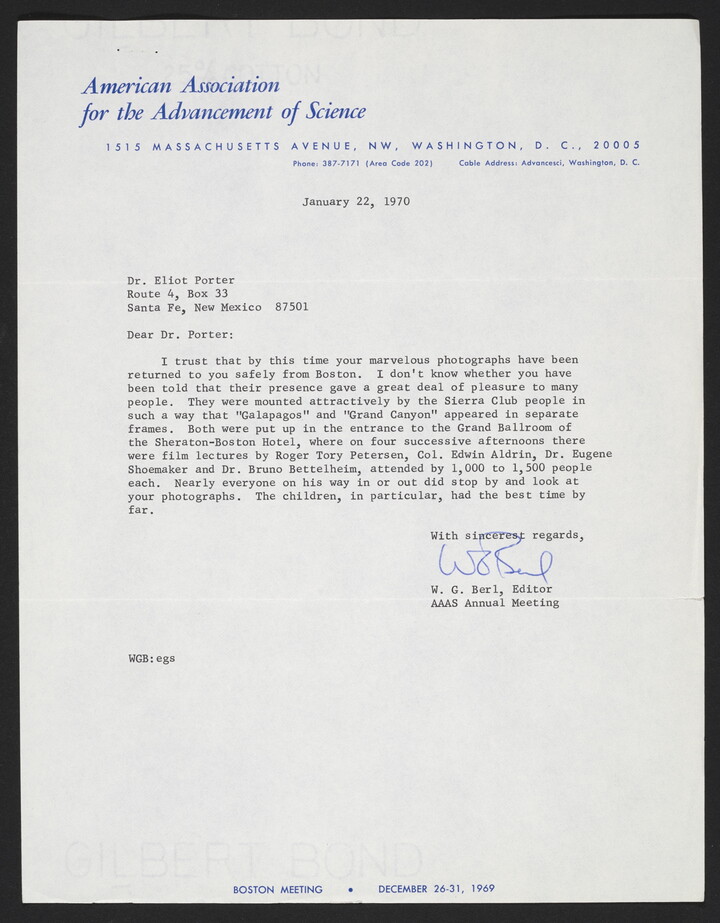 American Association
for the Advancement of Science
1515 MASSACHUSETTS AVENUE, NW, WASHINGTON, D. C., 20005
Phone: 387-7171 (Area Code 202) Cable Address: Advancesci, Washington, D. C.
January 22, 1970
Dr. Eliot Porter
Route 4, Box 33
Santa Fe, New Mexico 87501
Dear Dr. Porter:
I trust that by this time your marvelous photographs have been
returned to you safely from Boston. I don't know whether you have
been told that their presence gave a great deal of pleasure to many
people. They were mounted attractively by the Sierra Club people in
such a way that "Galapagos" and "Grand Canyon" appeared in separate
frames. Both were put up in the entrance to the Grand Ballroom of
the Sheraton-Boston Hotel, where on four successive afternoons there
were film lectures by Roger Tory Petersen, Col. Edwin Aldrin, Dr. Eugene
Shoemaker and Dr. Bruno Bettelheim, attended by 1,000 to 1,500 people
each. Nearly everyone on his way in or out did stop by and look at
your photographs. The children, in particular, had the best time by
far.
With sincerest regards,
WGBerl
W. G. Berl, Editor
AAAS Annual Meeting
WGB:egs
GILBERT BOND
BOSTON MEETING • DECEMBER 26-31, 1969